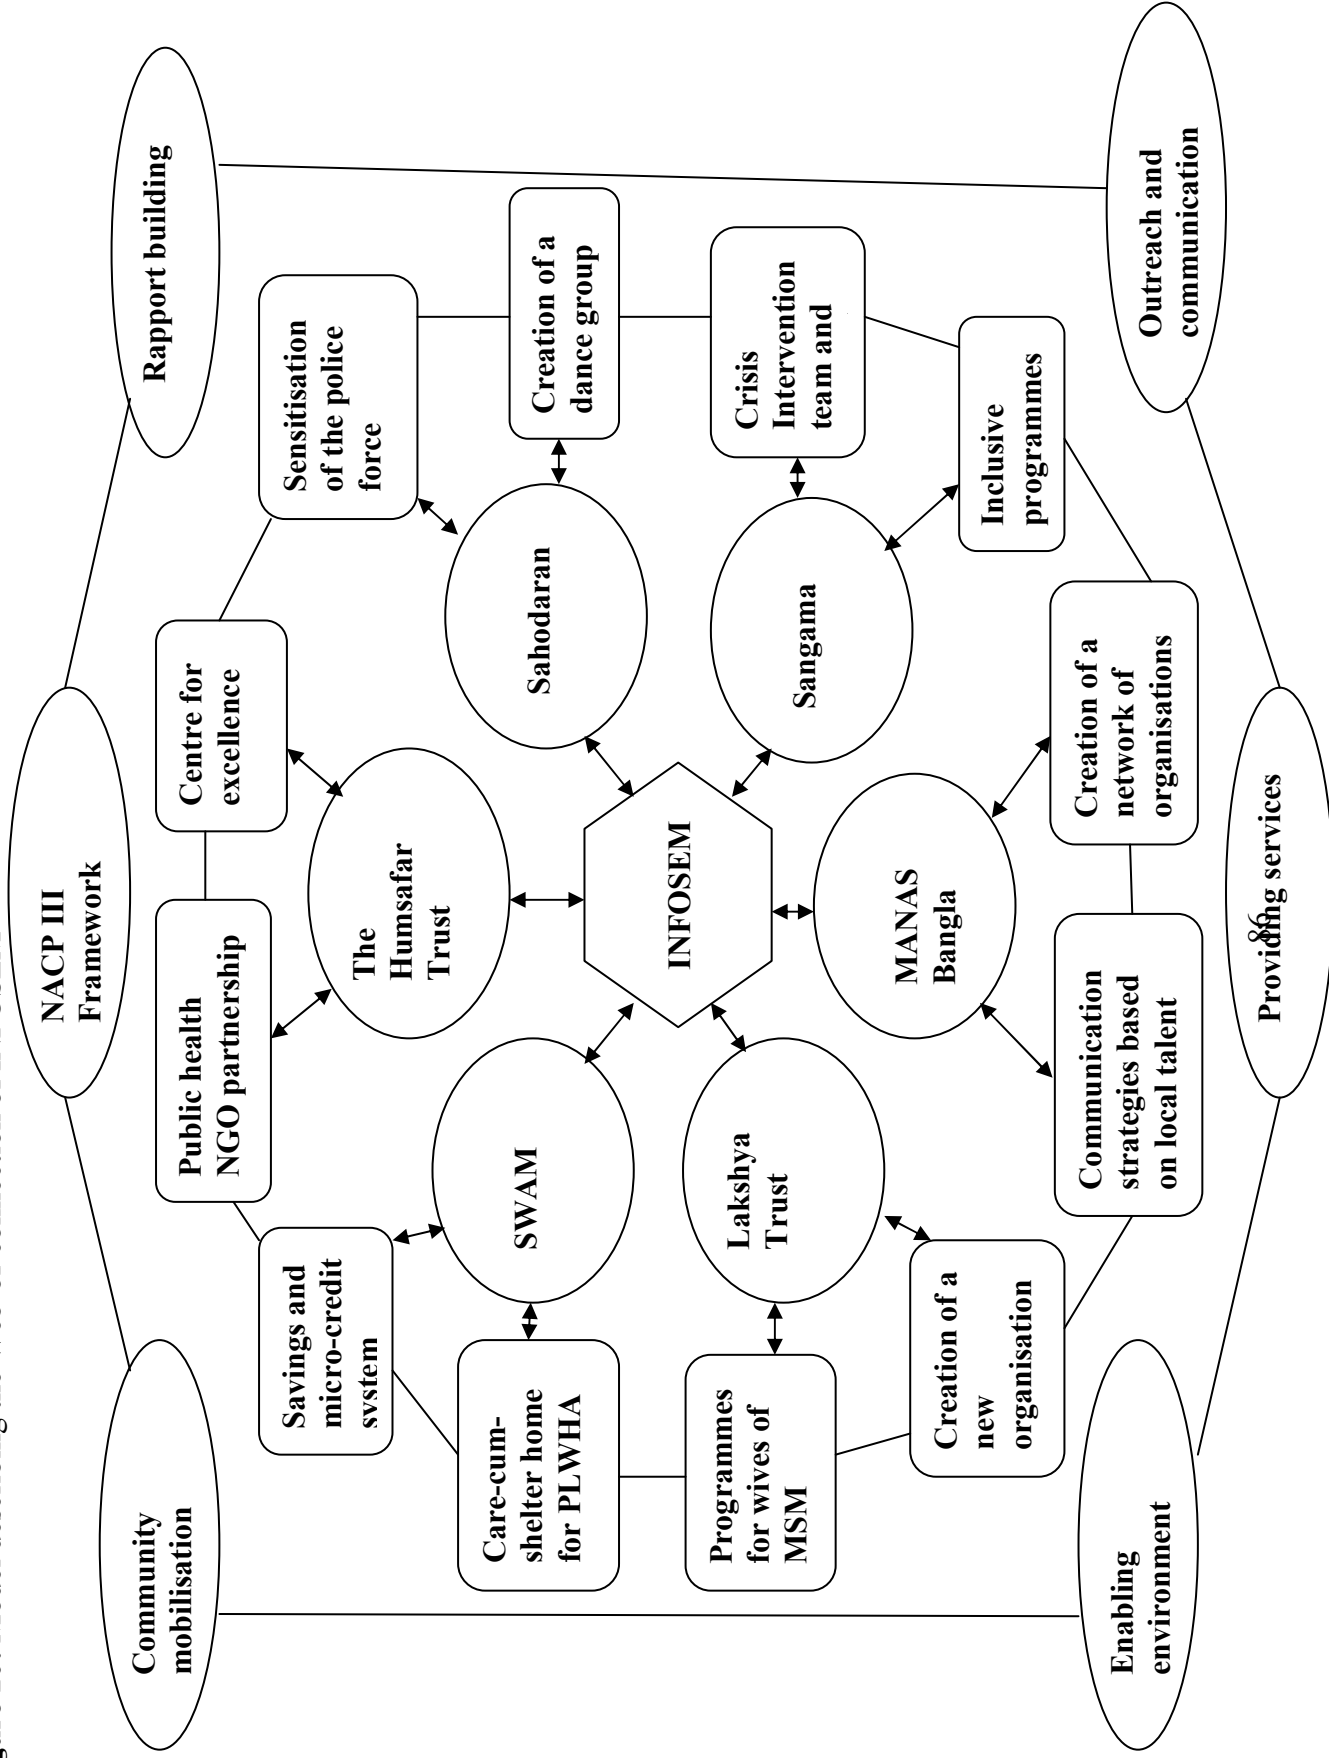 NACP III
Framework
Community
mobilisation
Rapport building
Public health
NGO partnership
Centre for
excellence
Savings and
micro-credit
system
Sensitisation
of the police
force
The
Humsafar
Trust
SWAM
Sahodaran
Care-cum-
shelter home
for PLWHA
Creation of a
dance group
INFOSEM
Programmes
for wives of
MSM
Lakshya
Trust
Sangama
Crisis
Intervention
team and
MANAS
Bangla
Creation of a
new
organisation
Inclusive
programmes
Communication
strategies based
on local talent
Creation of a
network of
organisations
Enabling
environment
Outreach and
communication
Providing services
86